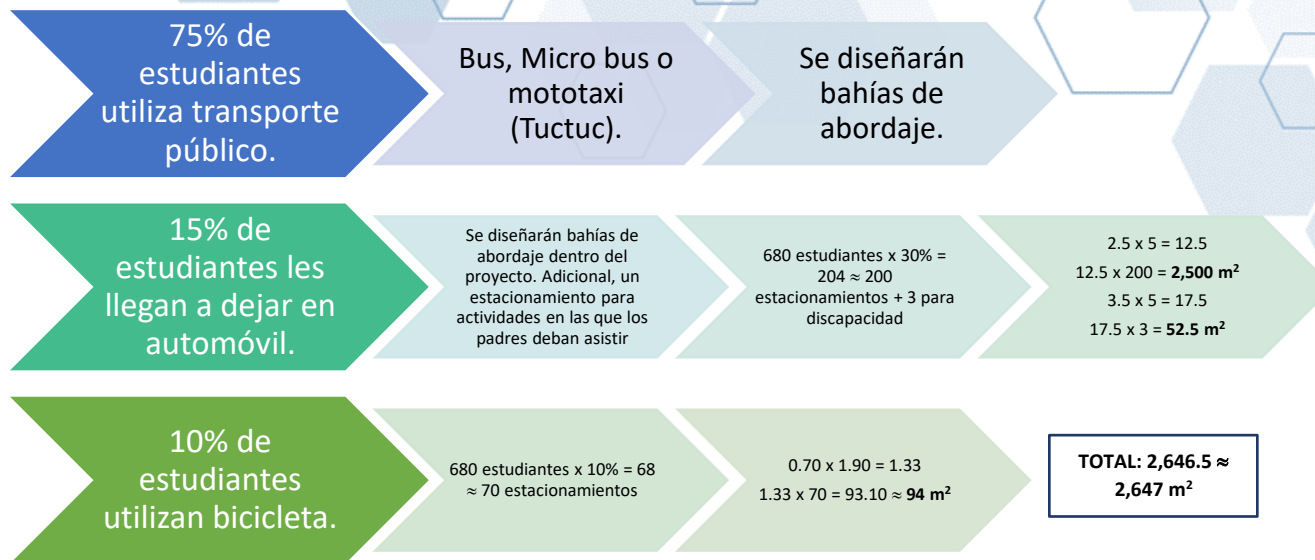 75% de
estudiantes
utiliza transporte
público.
Bus, Micro bus o
mototaxi
(Tuctuc).
Se diseñarán
bahías de
abordaje.
15% de
estudiantes les
llegan a dejar en
automóvil.
Se diseñarán bahías de
abordaje dentro del
proyecto. Adicional, un
estacionamiento para
actividades en las que los
padres deban asistir
680 estudiantes x 30% =
204 ≈ 200
estacionamientos + 3 para
discapacidad
2.5 x 5 = 12.5
12.5 x 200 = 2,500 m²
3.5 x 5 = 17.5
17.5 x 3 = 52.5 m²
10% de
estudiantes
utilizan bicicleta.
680 estudiantes x 10% = 68
≈ 70 estacionamientos
0.70 x 1.90 = 1.33
1.33 x 70 = 93.10 ≈ 94 m²
TOTAL: 2,646.5 ≈
2,647 m²